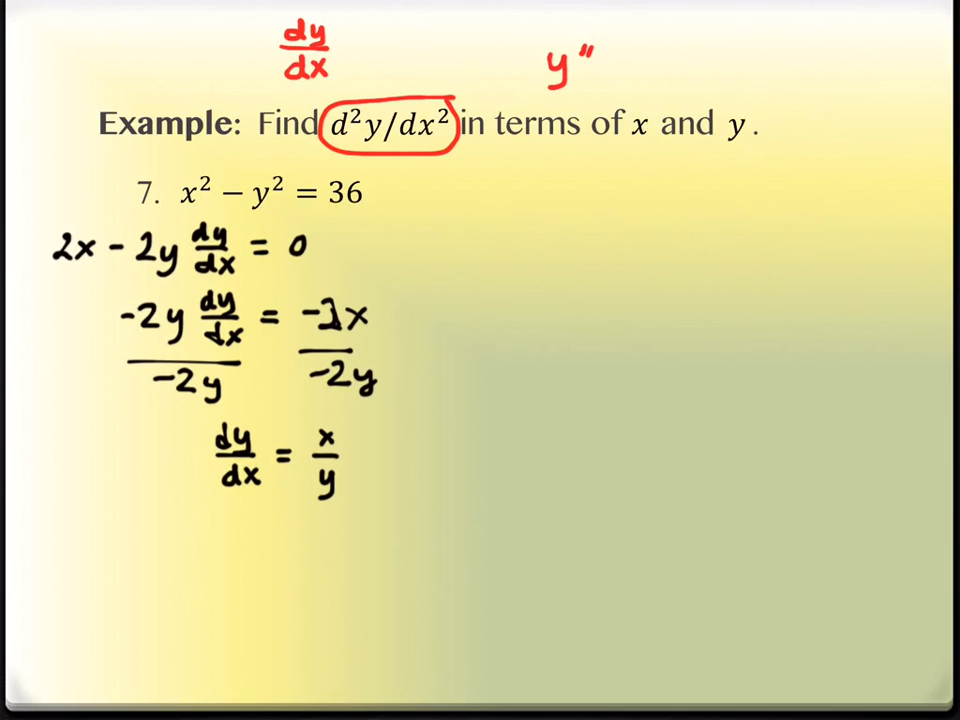 dy/dx y"
Example: Find d²y/dx² in terms of x and y.
7. x² − y² = 36
2x - 2y dy/dx = 0
-2y dy/dx = -2x
-2y -2y
dy/dx = x/y